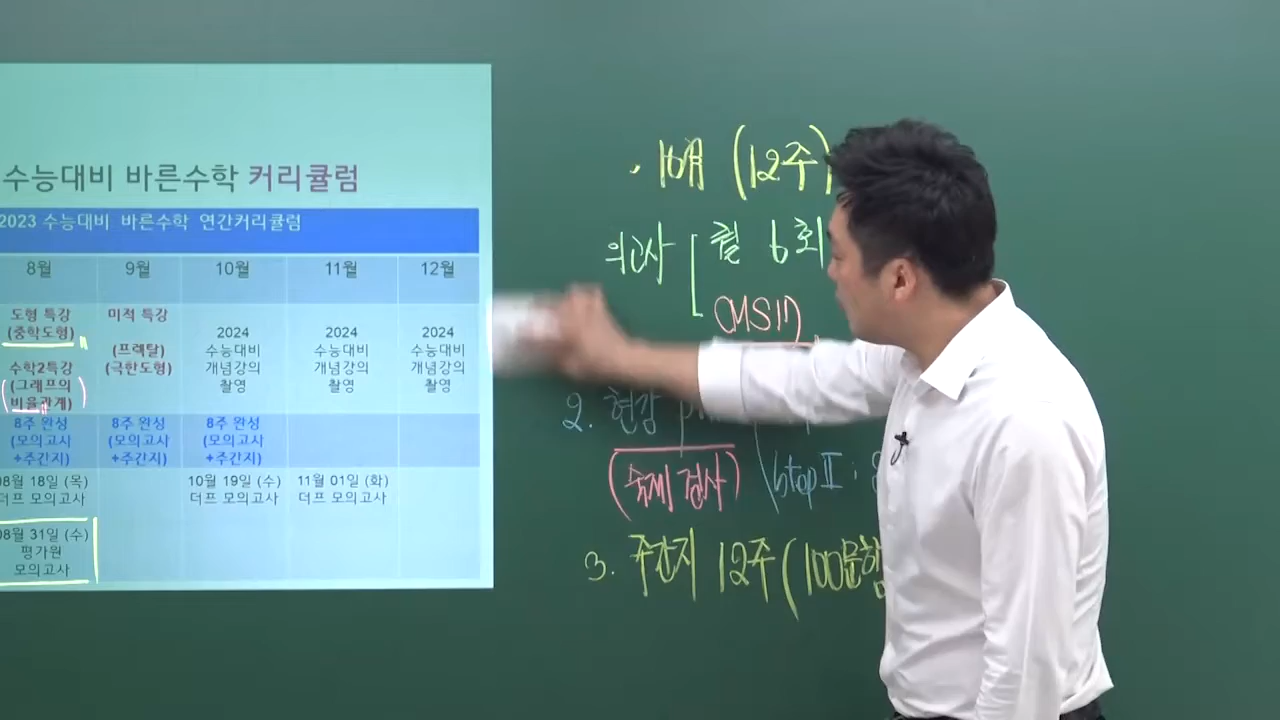 수능대비 바른수학 커리큘럼
2023 수능대비 바른수학 연간커리큘럼
8월 9월 10월 11월 12월
도형 특강
(중학도형)
수학2특강
(그래프의
비율관계)
미적 특강
(프렉탈)
(극한도형)
2024
수능대비
개념강의
촬영
2024
수능대비
개념강의
촬영
2024
수능대비
개념강의
촬영
8주 완성
(모의고사
+주간지)
8주 완성
(모의고사
+주간지)
8주 완성
(모의고사
+주간지)
08월 18일 (목)
더프 모의고사
10월 19일 (수)
더프 모의고사
11월 01일 (화)
더프 모의고사
08월 31일 (수)
평가원
모의고사
(12주)
의고사
6회
2. 현강
(숙제 검사)
step II :
3. 주간지 12주 (100문항